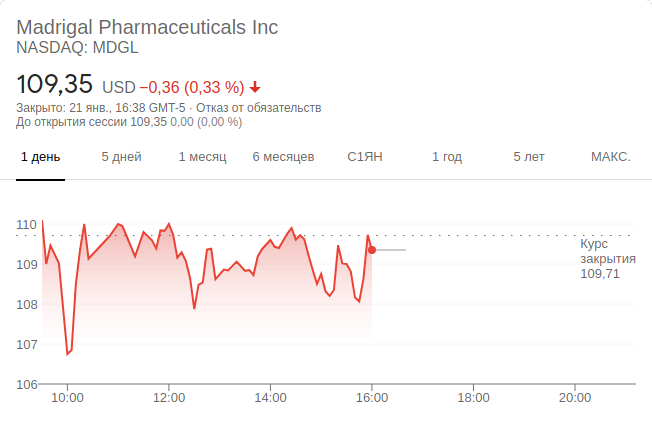 Madrigal Pharmaceuticals Inc
NASDAQ: MDGL
109,35 USD −0,36 (0,33 %)
Закрыто: 21 янв., 16:38 GMT-5 · Отказ от обязательств
До открытия сессии 109,35 0,00 (0,00 %)
1 день 5 дней 1 месяц 6 месяцев С1ЯН 1 год 5 лет МАКС.
110
109
108
107
106
Курс
закрытия
109,71
10:00 12:00 14:00 16:00 18:00 20:00